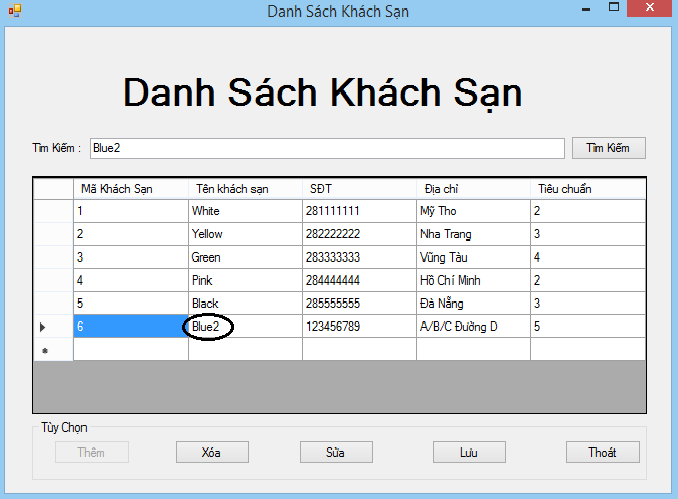 Danh Sách Khách Sạn
Danh Sách Khách Sạn
Tìm Kiếm : Blue2 Tìm Kiếm
Mã Khách Sạn Tên khách sạn SĐT Địa chỉ Tiêu chuẩn
1 White 281111111 Mỹ Tho 2
2 Yellow 282222222 Nha Trang 3
3 Green 283333333 Vũng Tàu 4
4 Pink 284444444 Hồ Chí Minh 2
5 Black 285555555 Đà Nẵng 3
6 Blue2 123456789 A/B/C Đường D 5
Tùy Chọn
Thêm Xóa Sửa Lưu Thoát